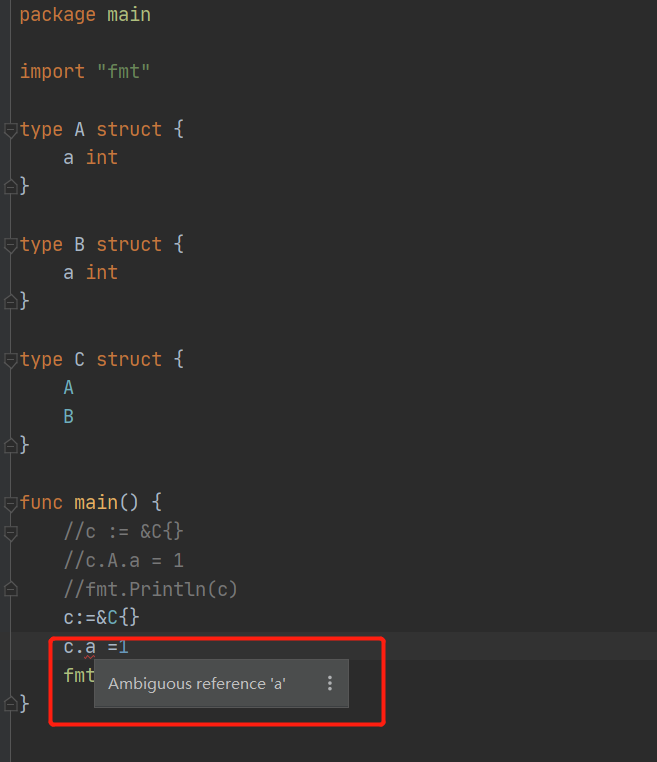 package main
import "fmt"
type A struct {
a int
}
type B struct {
a int
}
type C struct {
A
B
}
func main() {
//c := &C{}
//c.A.a = 1
//fmt.Println(c)
c:=&C{}
c.a =1
fmt
Ambiguous reference 'a'
}